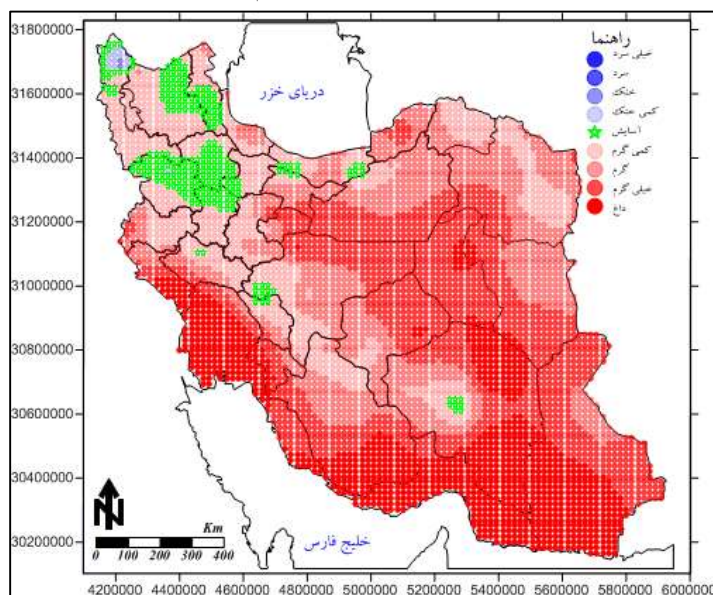 راهنما
خیلی سرد
سرد
خنک
کمی خنک
آسایش
کمی گرم
گرم
خیلی گرم
داغ
دریای خزر
خلیج فارس
N
Km
0 100 200 300 400
31800000
31600000
31400000
31200000
31000000
30800000
30600000
30400000
30200000
4200000 4400000 4600000 4800000 5000000 5200000 5400000 5600000 5800000 6000000